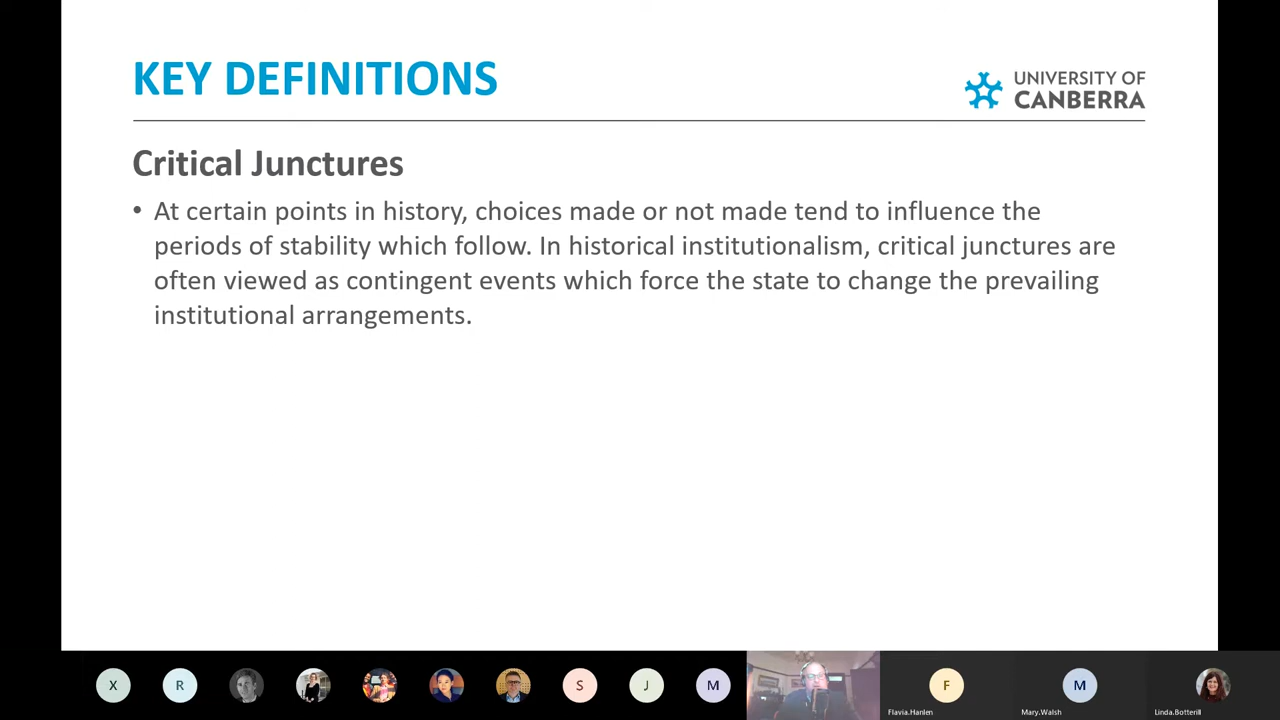 KEY DEFINITIONS
UNIVERSITY OF
CANBERRA
Critical Junctures
• At certain points in history, choices made or not made tend to influence the
periods of stability which follow. In historical institutionalism, critical junctures are
often viewed as contingent events which force the state to change the prevailing
institutional arrangements.
X R S J M F M
Flavia.Hanlen Mary.Walsh Linda.Botterill